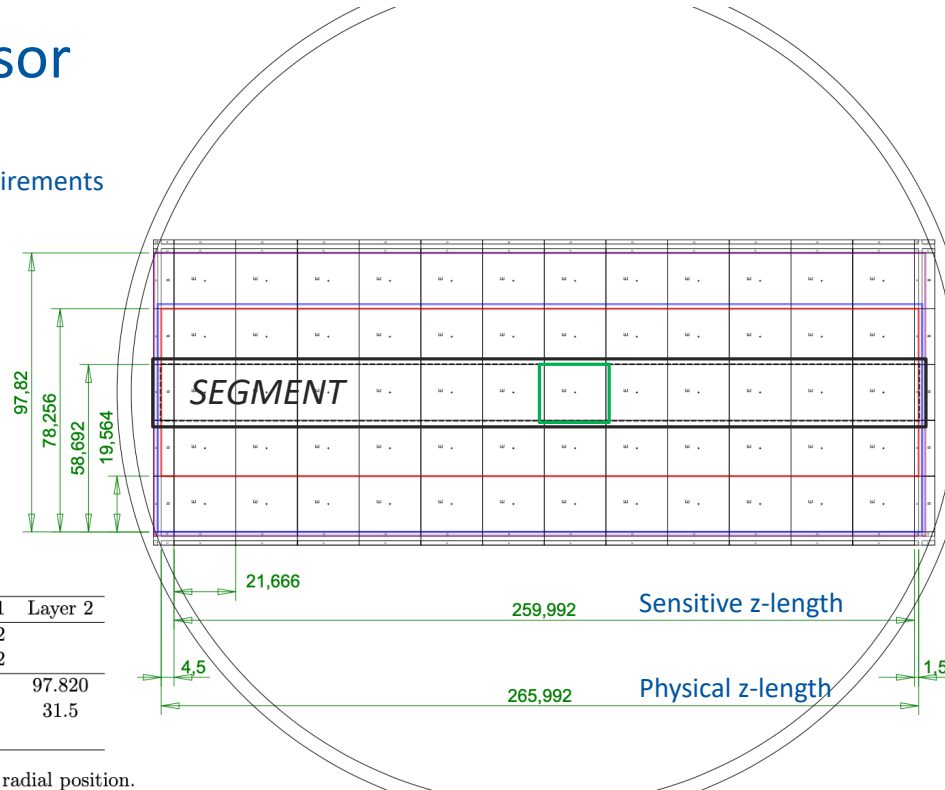 sor
irements
97,82
78,256
58,692
19,564
SEGMENT
21,666
259,992
Sensitive z-length
4,5
1,5
265,992
Physical z-length
1 Layer 2
2
2
97.820
31.5
radial position.